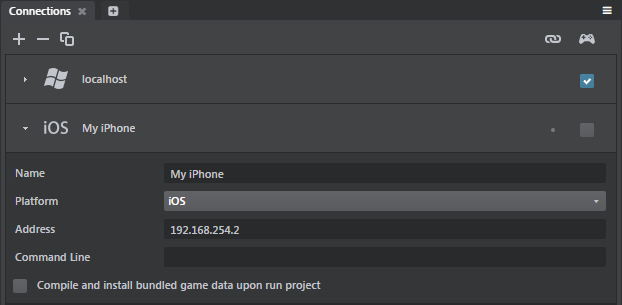 Connections
localhost
iOS My iPhone
Name My iPhone
Platform iOS
Address 192.168.254.2
Command Line
Compile and install bundled game data upon run project